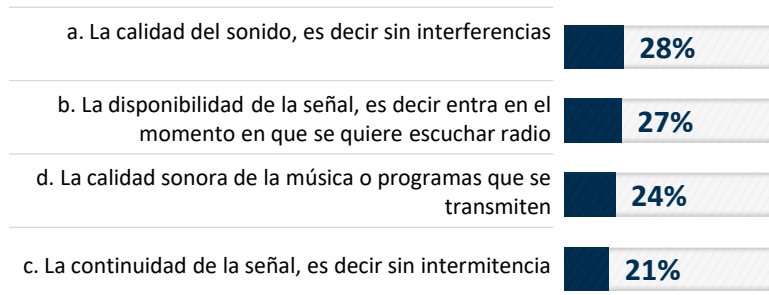 a. La calidad del sonido, es decir sin interferencias
28%
b. La disponibilidad de la señal, es decir entra en el
momento en que se quiere escuchar radio
27%
d. La calidad sonora de la música o programas que se
transmiten
24%
c. La continuidad de la señal, es decir sin intermitencia
21%